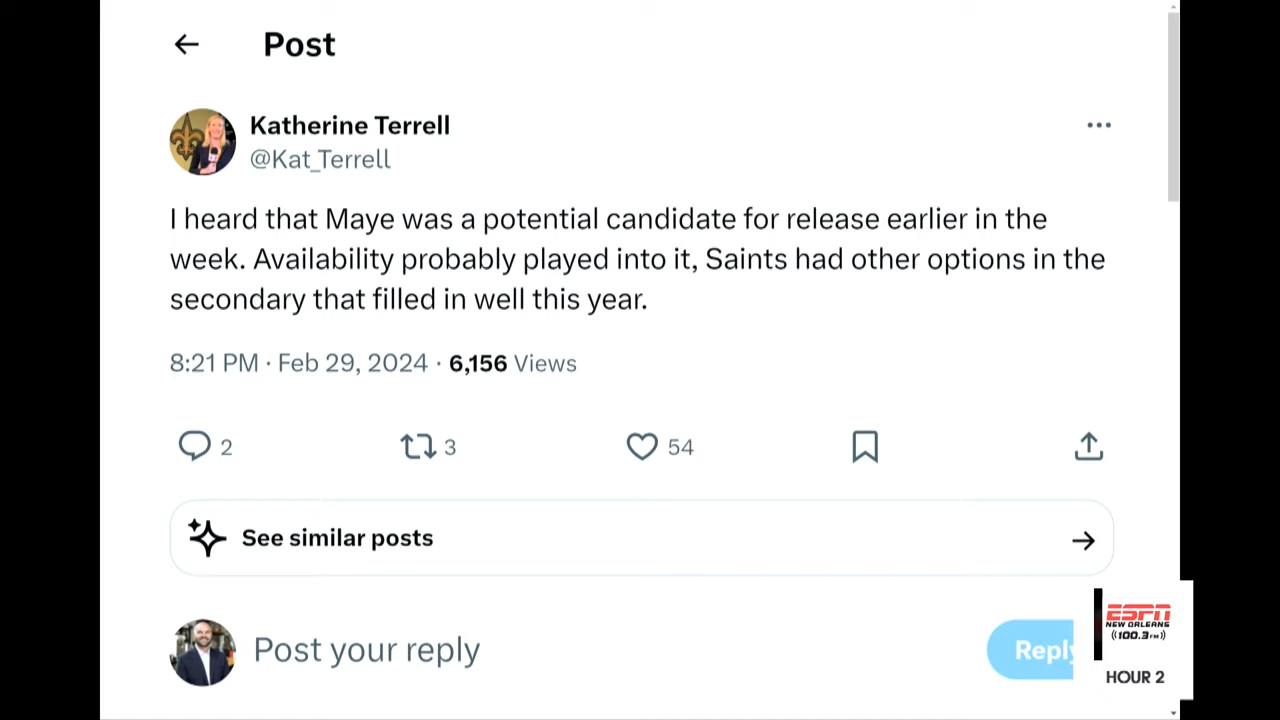 Post
Katherine Terrell
@Kat_Terrell
I heard that Maye was a potential candidate for release earlier in the
week. Availability probably played into it, Saints had other options in the
secondary that filled in well this year.
8:21 PM · Feb 29, 2024 · 6,156 Views
2 3 54
See similar posts
Post your reply
Reply
ESPN
NEW ORLEANS
((100.3 FM))
HOUR 2